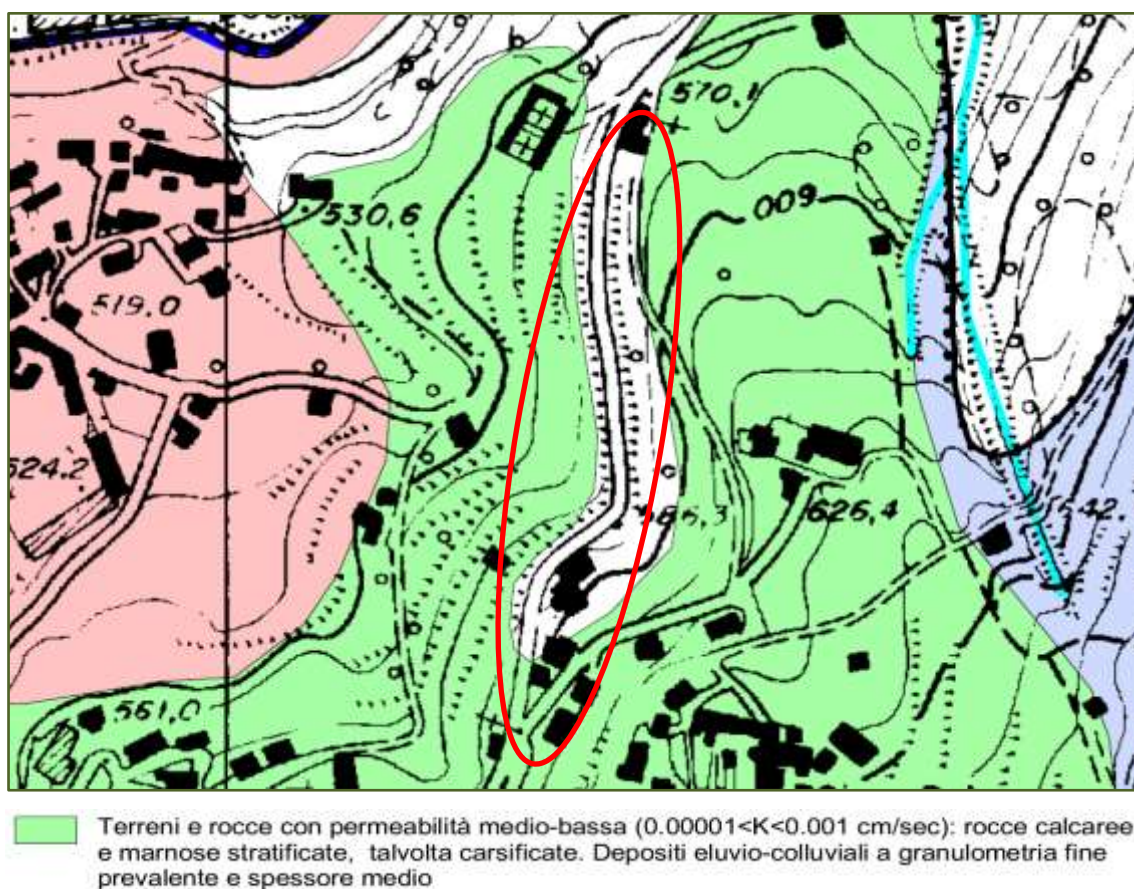 570,1
009
530,6
519,0
524.2
626,4
561,0
Terreni e rocce con permeabilità medio-bassa (0.00001<K<0.001 cm/sec): rocce calcaree
e marnose stratificate, talvolta carsificate. Depositi eluvio-colluviali a granulometria fine
prevalente e spessore medio